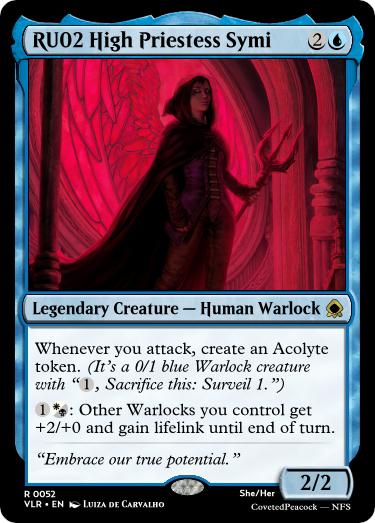 RU02 High Priestess Symi 2
Legendary Creature — Human Warlock
Whenever you attack, create an Acolyte
token. (It's a 0/1 blue Warlock creature
with “1, Sacrifice this: Surveil 1.”)
1: Other Warlocks you control get
+2/+0 and gain lifelink until end of turn.
“Embrace our true potential.”
2/2
R 0052
She/Her
VLR • EN Luiza de Carvalho
CovetedPeacock — NFS